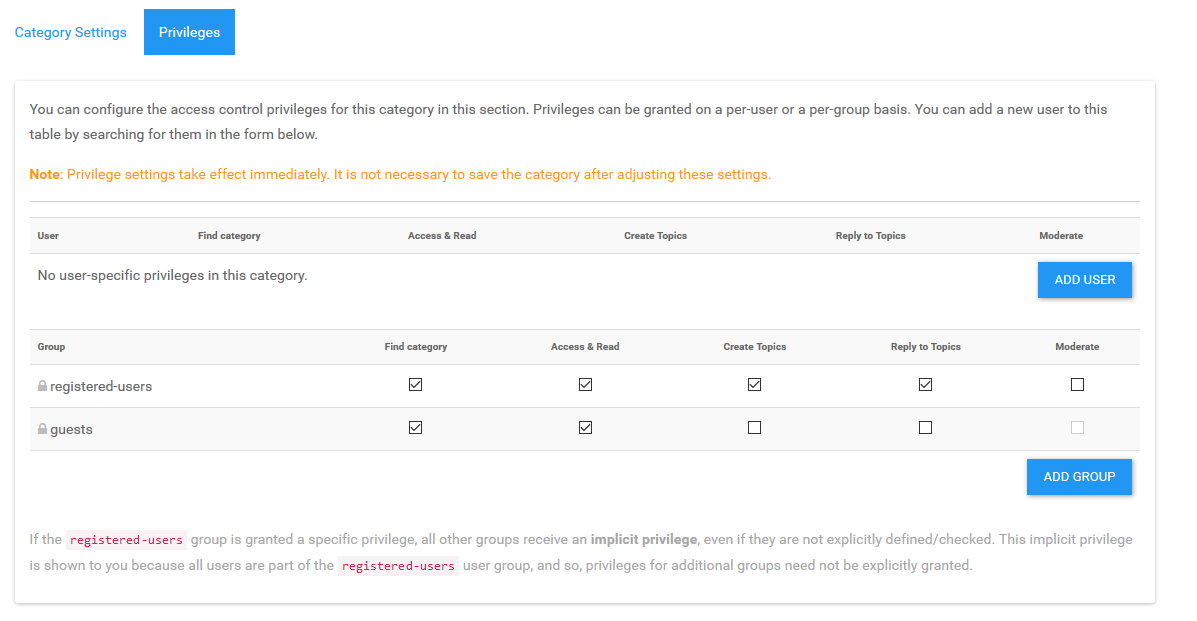 Category Settings Privileges
You can configure the access control privileges for this category in this section. Privileges can be granted on a per-user or a per-group basis. You can add a new user to this
table by searching for them in the form below.
Note: Privilege settings take effect immediately. It is not necessary to save the category after adjusting these settings.
User Find category Access & Read Create Topics Reply to Topics Moderate
No user-specific privileges in this category. ADD USER
Group Find category Access & Read Create Topics Reply to Topics Moderate
registered-users
guests
ADD GROUP
If the registered-users group is granted a specific privilege, all other groups receive an implicit privilege, even if they are not explicitly defined/checked. This implicit privilege
is shown to you because all users are part of the registered-users user group, and so, privileges for additional groups need not be explicitly granted.